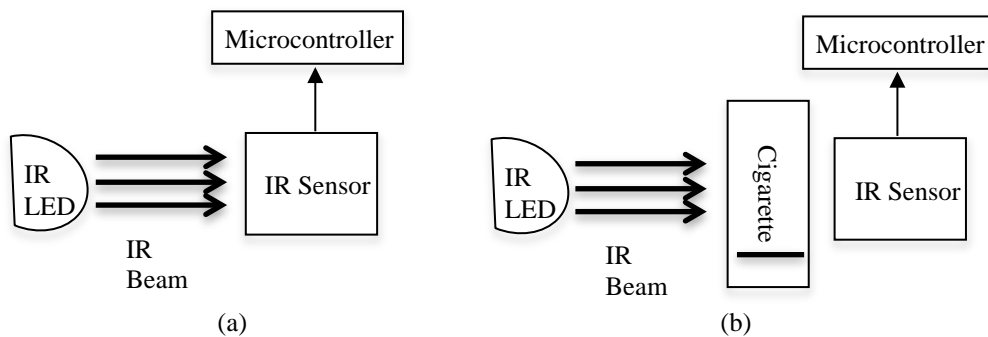 Microcontroller
IR
LED
IR Sensor
IR
Beam
(a)
Microcontroller
IR
LED
Cigarette
IR Sensor
IR
Beam
(b)